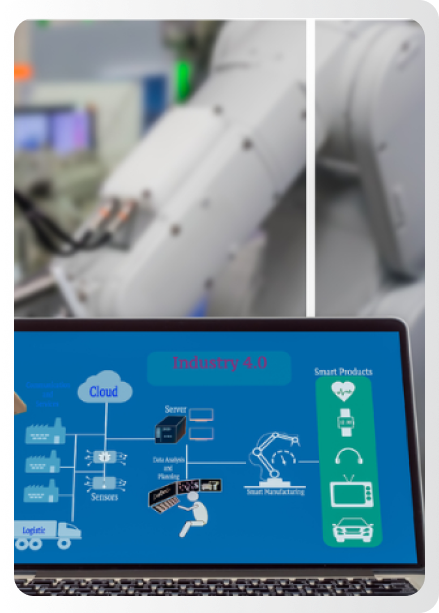 Industry 4.0
Smart Products
Cloud
Server
Data Analysis
and
Planning
Sensors
Smart Manufacturing
Logistic